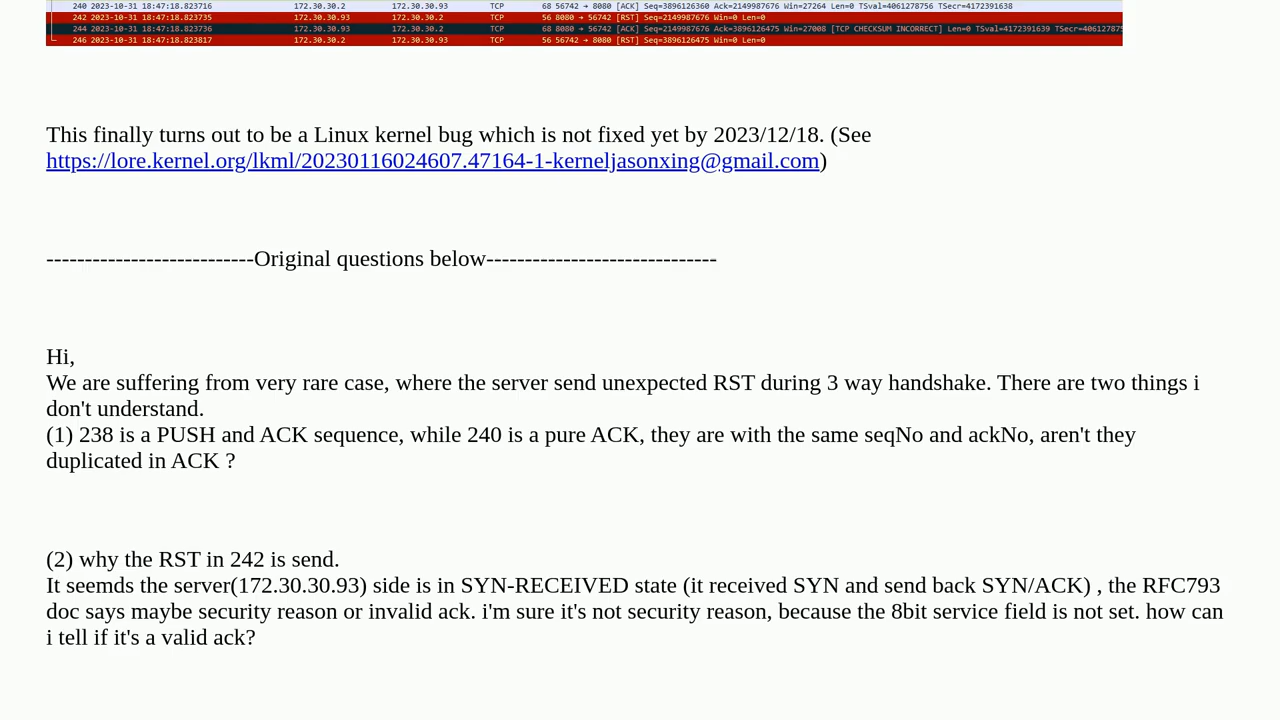 240 2023-10-31 18:47:18.823716 172.30.30.2 172.30.30.93 TCP 68 56742 → 8080 [ACK] Seq=3896126360 Ack=2149987676 Win=27264 Len=0 TSval=4061278756 TSecr=4172391638
242 2023-10-31 18:47:18.823735 172.30.30.93 172.30.30.2 TCP 56 8080 → 56742 [RST] Seq=2149987676 Win=0 Len=0
244 2023-10-31 18:47:18.823736 172.30.30.93 172.30.30.2 TCP 68 8080 → 56742 [ACK] Seq=2149987676 Ack=3896126475 Win=27008 [TCP CHECKSUM INCORRECT] Len=0 TSval=4172391639 TSecr=406127875
246 2023-10-31 18:47:18.823817 172.30.30.2 172.30.30.93 TCP 56 56742 → 8080 [RST] Seq=3896126475 Win=0 Len=0
This finally turns out to be a Linux kernel bug which is not fixed yet by 2023/12/18. (See
https://lore.kernel.org/lkml/20230116024607.47164-1-kerneljasonxing@gmail.com)
---------------------------Original questions below------------------------------
Hi,
We are suffering from very rare case, where the server send unexpected RST during 3 way handshake. There are two things i
don't understand.
(1) 238 is a PUSH and ACK sequence, while 240 is a pure ACK, they are with the same seqNo and ackNo, aren't they
duplicated in ACK ?
(2) why the RST in 242 is send.
It seemds the server(172.30.30.93) side is in SYN-RECEIVED state (it received SYN and send back SYN/ACK) , the RFC793
doc says maybe security reason or invalid ack. i'm sure it's not security reason, because the 8bit service field is not set. how can
i tell if it's a valid ack?